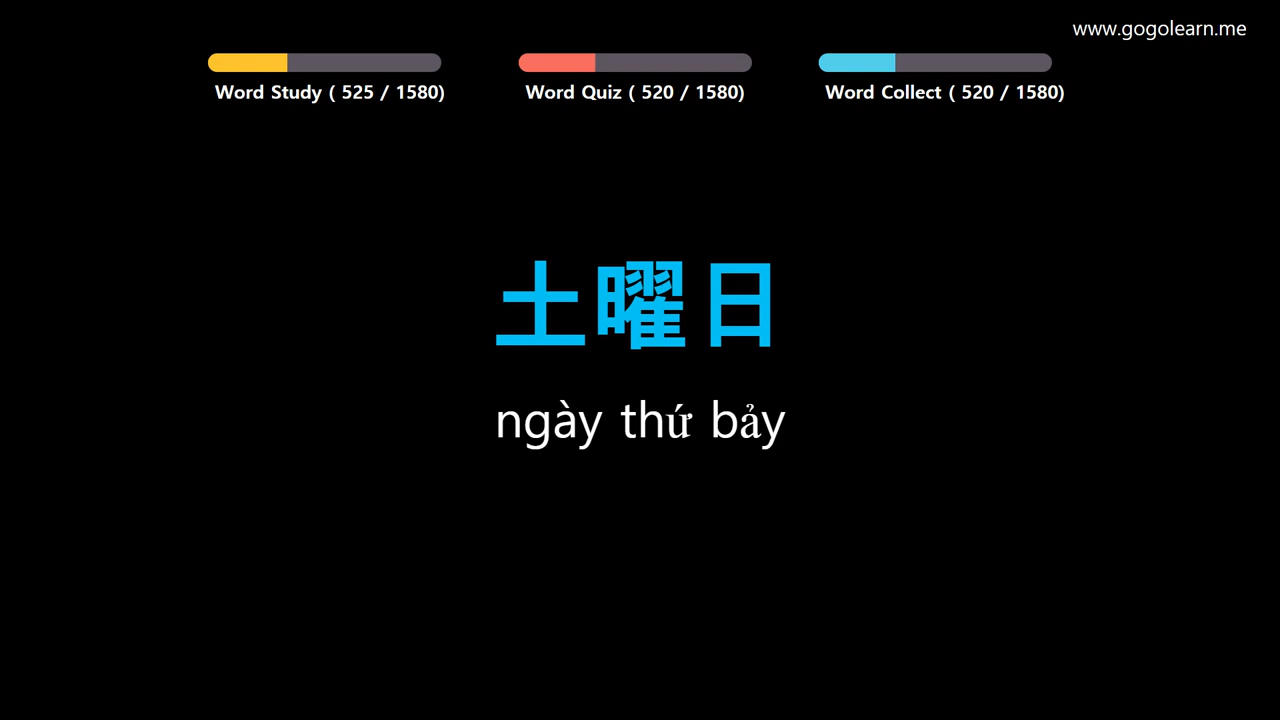 www.gogolearn.me
Word Study ( 525 / 1580)
Word Quiz ( 520 / 1580)
Word Collect ( 520 / 1580)
土曜日
ngày thứ bảy